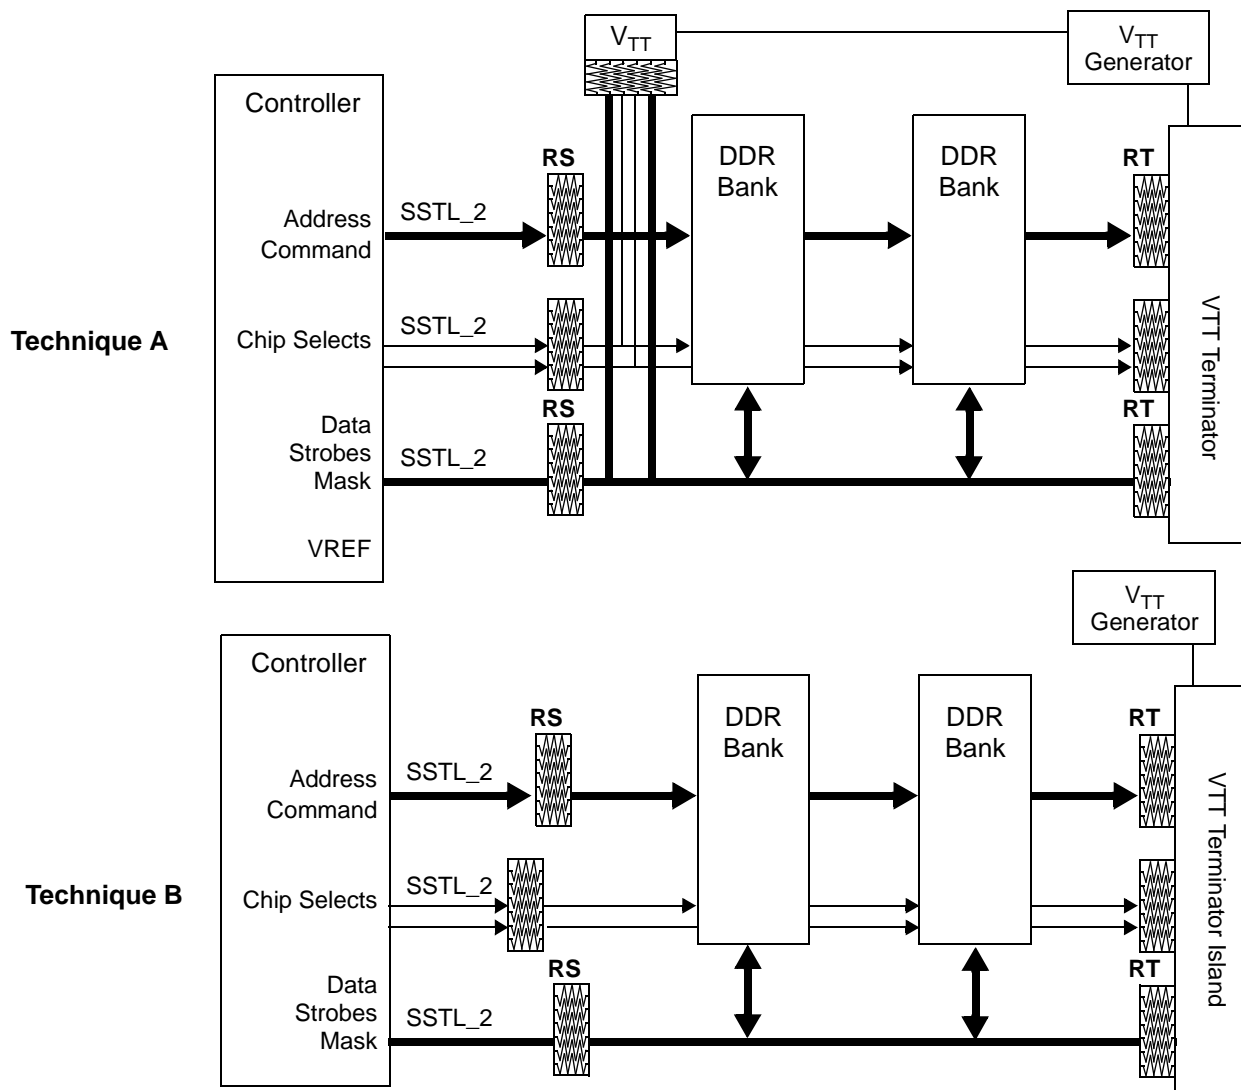 VTT
VTT
Generator
Controller
DDR
Bank
DDR
Bank
RS
RT
Address
Command
SSTL_2
Technique A
Chip Selects
SSTL_2
VTT Terminator
RS
RT
Data
Strobes
Mask
SSTL_2
VREF
VTT
Generator
Controller
DDR
Bank
DDR
Bank
RS
RT
Address
Command
SSTL_2
Technique B
Chip Selects
SSTL_2
VTT Terminator Island
RS
RT
Data
Strobes
Mask
SSTL_2